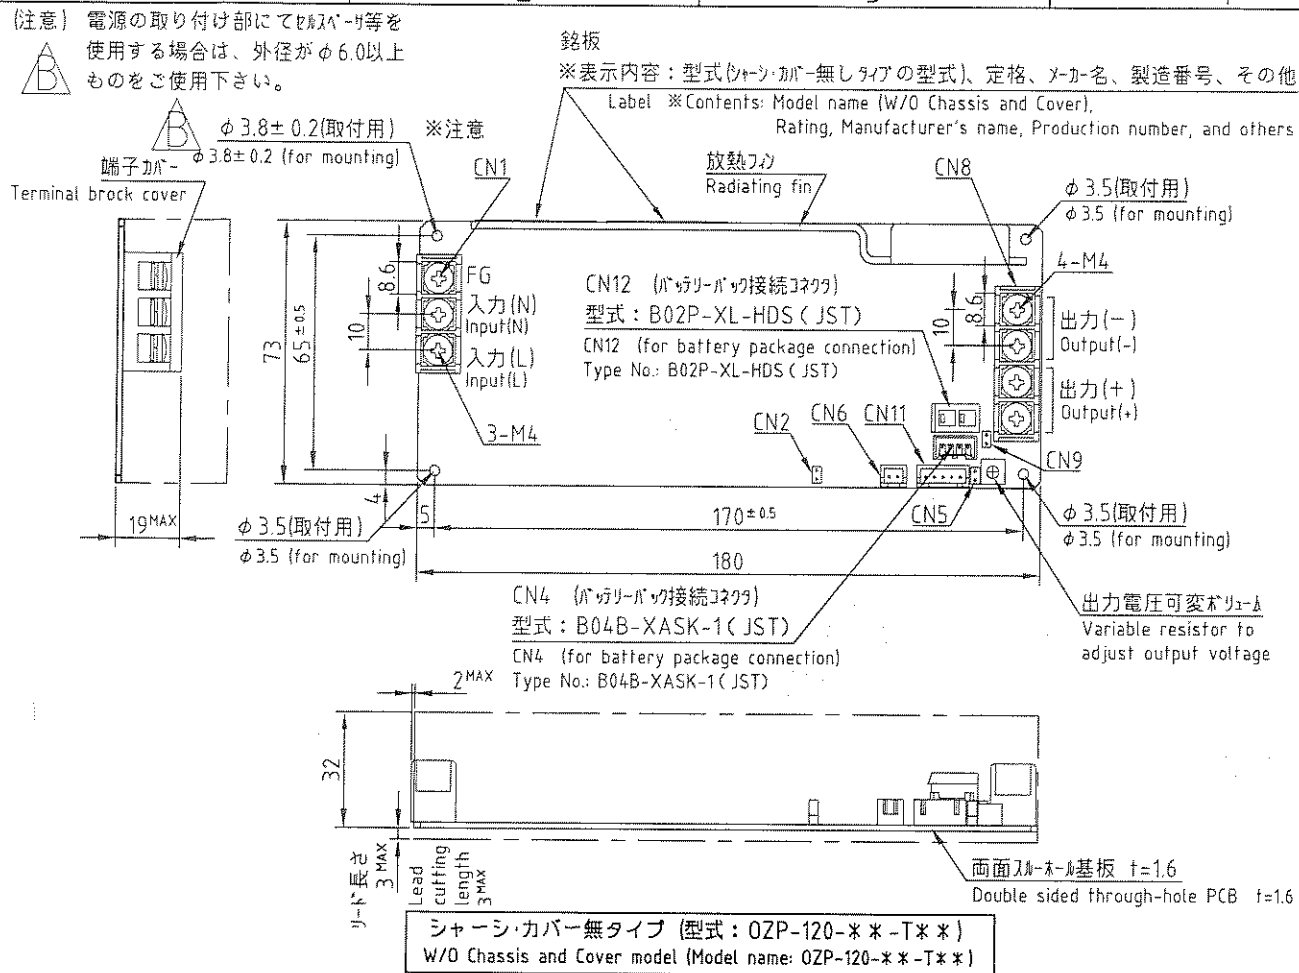 (注意) 電源の取り付け部にてセルスペーサ等を
使用する場合は、外径がφ6.0以上
ものをご使用下さい。
B
B
φ3.8±0.2(取付用) ※注意
φ3.8±0.2 (for mounting)
端子カバー
Terminal brock cover
銘板
※表示内容：型式(シャーシ・カバー無しタイプの型式)、定格、メーカー名、製造番号、その他
Label ※Contents: Model name (W/O Chassis and Cover),
Rating, Manufacturer's name, Production number, and others
CN1
放熱フィン
Radiating fin
CN8
φ3.5(取付用)
φ3.5 (for mounting)
4-M4
73
65±0.5
8.6
10
FG
入力(N)
Input(N)
入力(L)
Input(L)
3-M4
CN12 (バッテリーパック接続コネクタ)
型式：B02P-XL-HDS(JST)
CN12 (for battery package connection)
Type No.: B02P-XL-HDS(JST)
10
8.6
出力(−)
Output(-)
出力(+)
Output(+)
CN2
CN6
CN11
CN9
CN5
4
5
19MAX
φ3.5(取付用)
φ3.5 (for mounting)
170±0.5
180
φ3.5(取付用)
φ3.5 (for mounting)
CN4 (バッテリーパック接続コネクタ)
型式：B04B-XASK-1(JST)
CN4 (for battery package connection)
Type No.: B04B-XASK-1(JST)
出力電圧可変ボリューム
Variable resistor to
adjust output voltage
2MAX
32
リード長さ
3MAX
Lead
cutting
length
3MAX
両面スルーホール基板 t=1.6
Double sided through-hole PCB t=1.6
シャーシ・カバー無タイプ (型式：OZP-120-＊＊-T＊＊)
W/O Chassis and Cover model (Model name: OZP-120-＊＊-T＊＊)